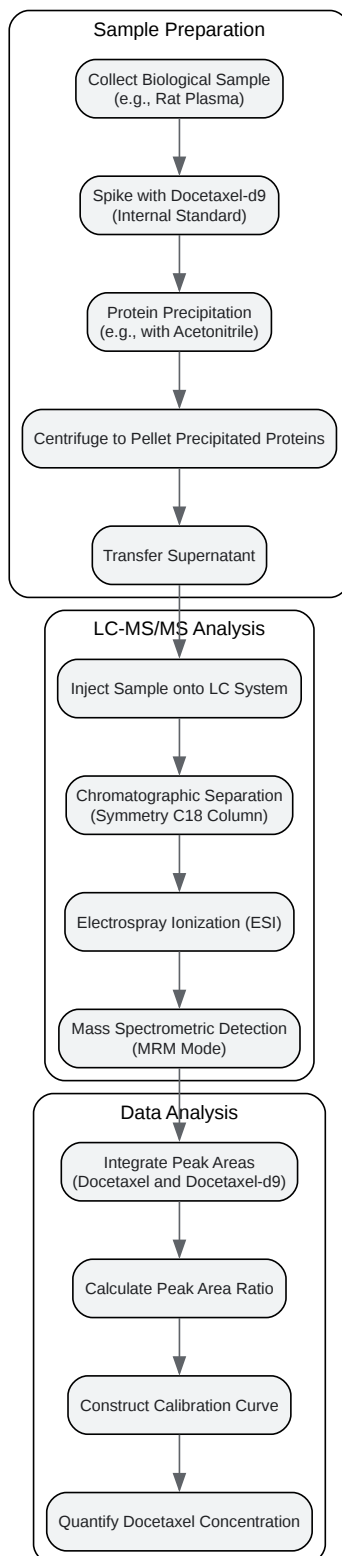 Sample Preparation
Collect Biological Sample
(e.g., Rat Plasma)
Spike with Docetaxel-d9
(Internal Standard)
Protein Precipitation
(e.g., with Acetonitrile)
Centrifuge to Pellet Precipitated Proteins
Transfer Supernatant
LC-MS/MS Analysis
Inject Sample onto LC System
Chromatographic Separation
(Symmetry C18 Column)
Electrospray Ionization (ESI)
Mass Spectrometric Detection
(MRM Mode)
Data Analysis
Integrate Peak Areas
(Docetaxel and Docetaxel-d9)
Calculate Peak Area Ratio
Construct Calibration Curve
Quantify Docetaxel Concentration